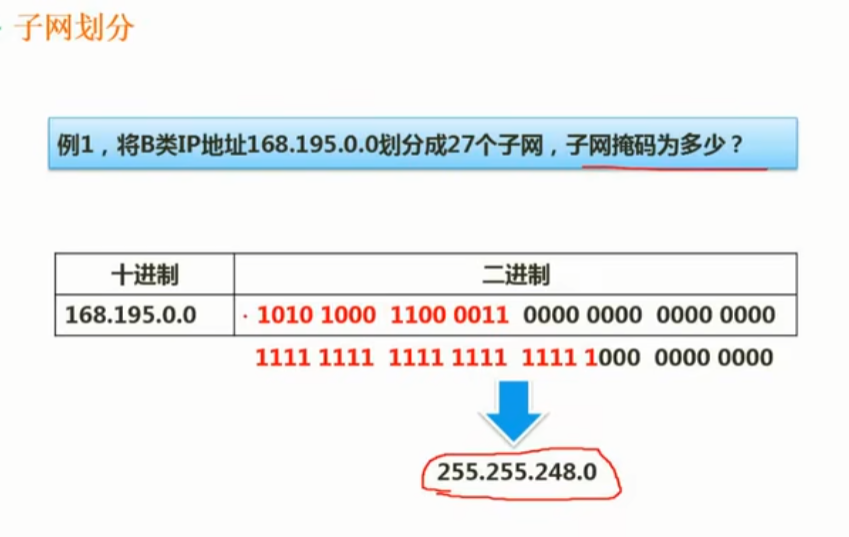 子网划分
例1，将B类IP地址168.195.0.0划分成27个子网，子网掩码为多少？
十进制 二进制
168.195.0.0 1010 1000 1100 0011 0000 0000 0000 0000
1111 1111 1111 1111 1111 1000 0000 0000
255.255.248.0